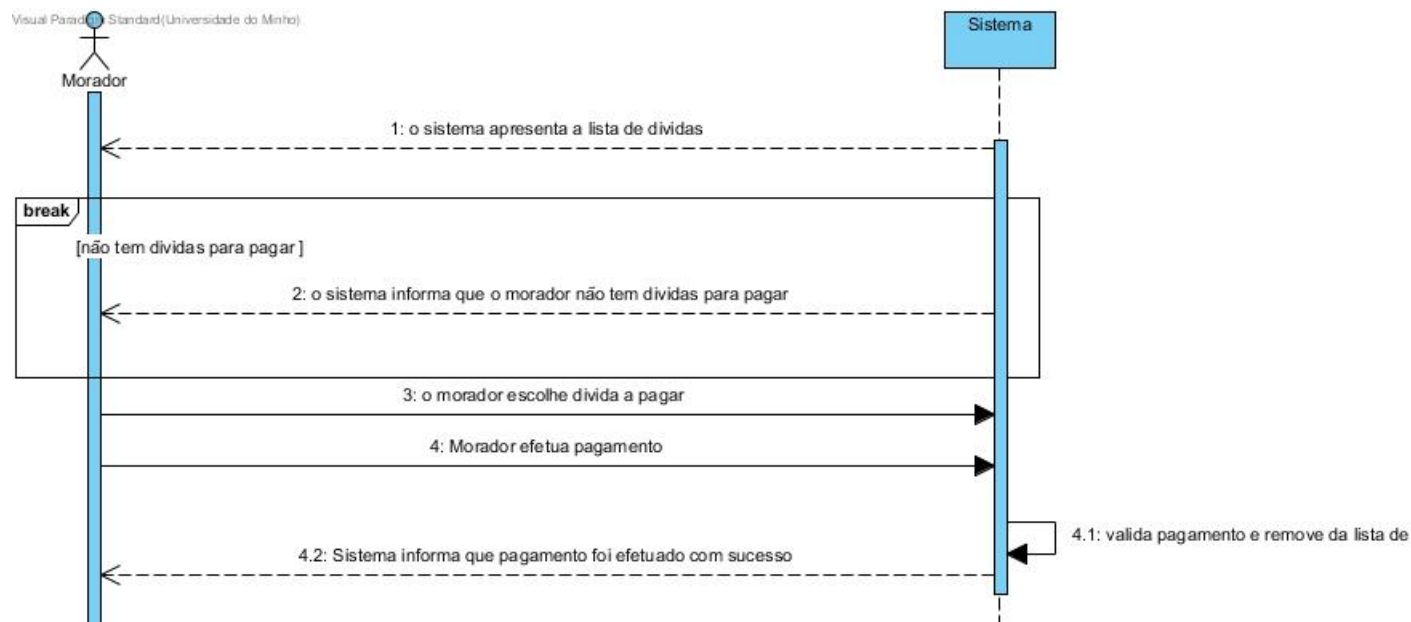 Visual Paradigm Standard(Universidade do Minho)
Sistema
Morador
1: o sistema apresenta a lista de dividas
break
[não tem dividas para pagar ]
2: o sistema informa que o morador não tem dividas para pagar
3: o morador escolhe divida a pagar
4: Morador efetua pagamento
4.1: valida pagamento e remove da lista de
4.2: Sistema informa que pagamento foi efetuado com sucesso